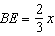 BE = 2/3 x